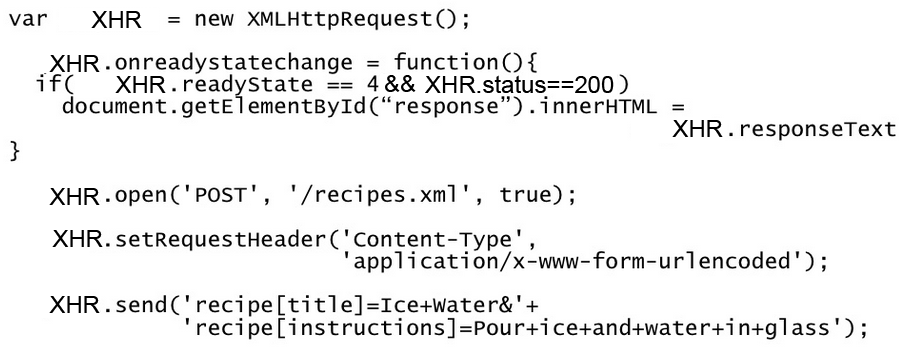 var XHR = new XMLHttpRequest();
XHR.onreadystatechange = function(){
if( XHR.readyState == 4 && XHR.status==200)
document.getElementById(“response”).innerHTML =
XHR.responseText
}
XHR.open('POST', '/recipes.xml', true);
XHR.setRequestHeader('Content-Type',
'application/x-www-form-urlencoded');
XHR.send('recipe[title]=Ice+Water&'+
'recipe[instructions]=Pour+ice+and+water+in+glass');